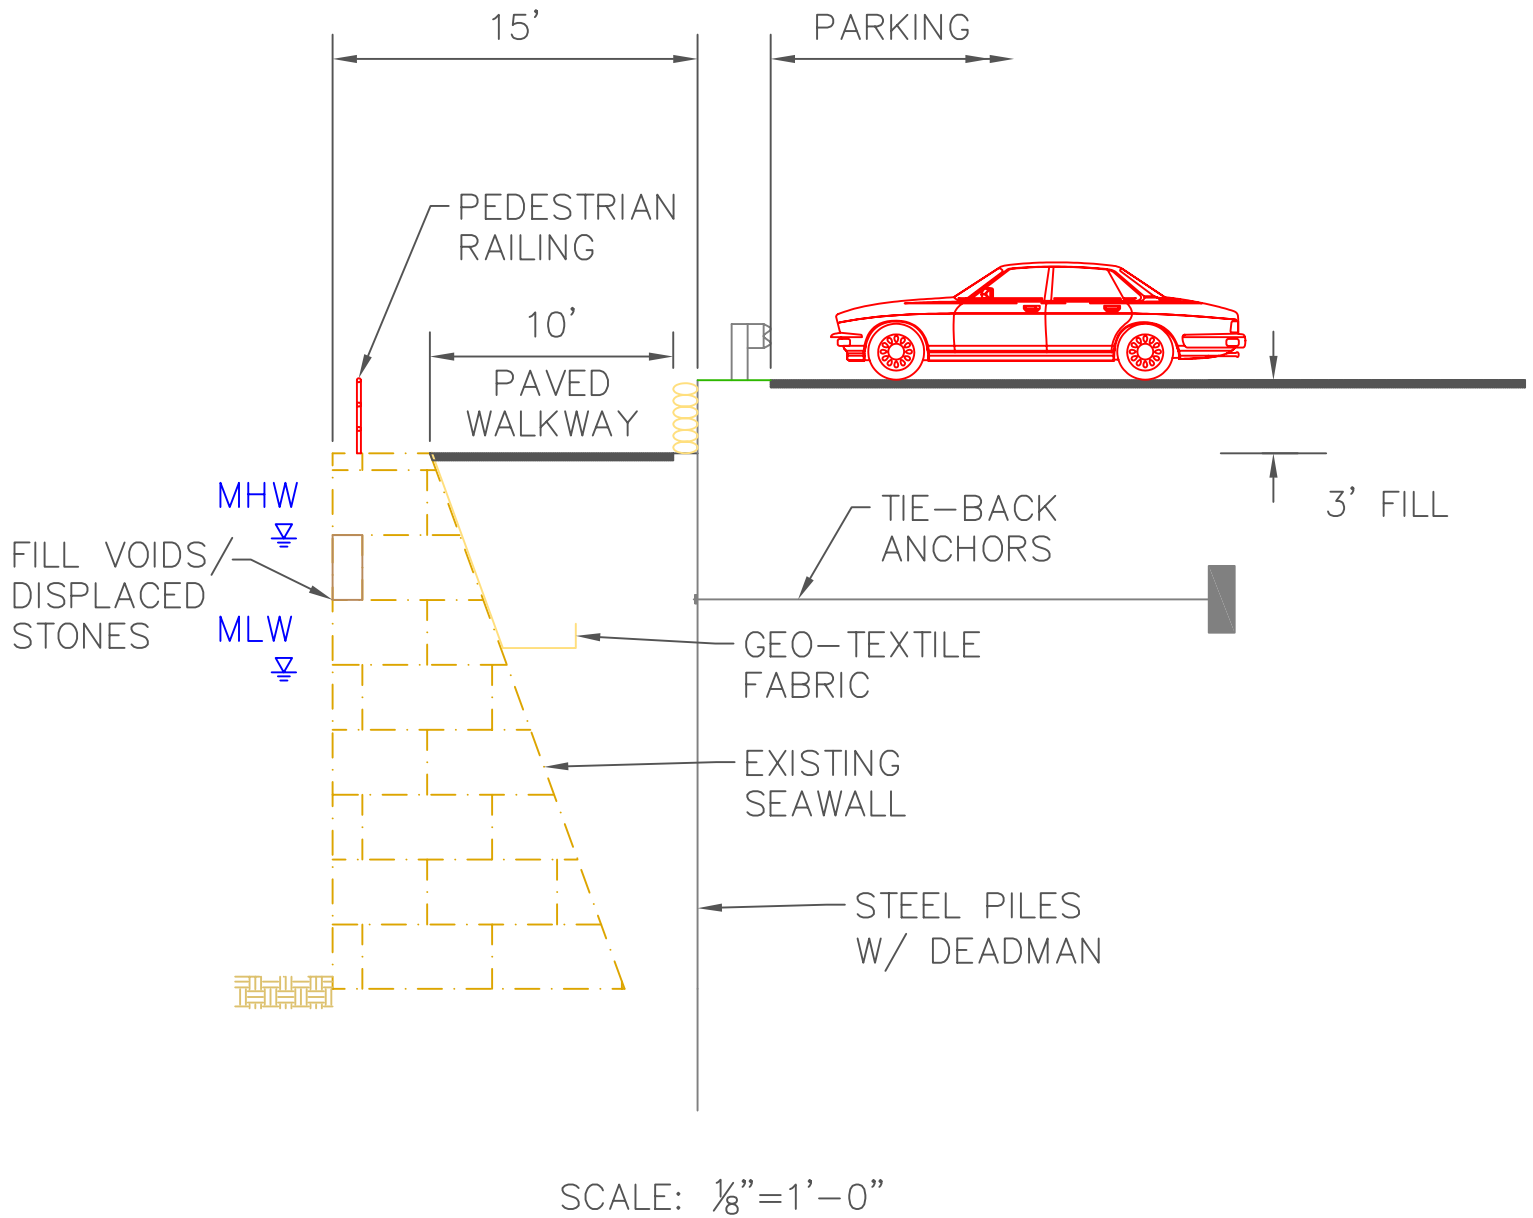 15’
PARKING
PEDESTRIAN
RAILING
10’
PAVED
WALKWAY
MHW
FILL VOIDS/
DISPLACED
STONES
MLW
TIE-BACK
ANCHORS
3’ FILL
GEO-TEXTILE
FABRIC
EXISTING
SEAWALL
STEEL PILES
W/ DEADMAN
SCALE: ⅛”=1’-0”